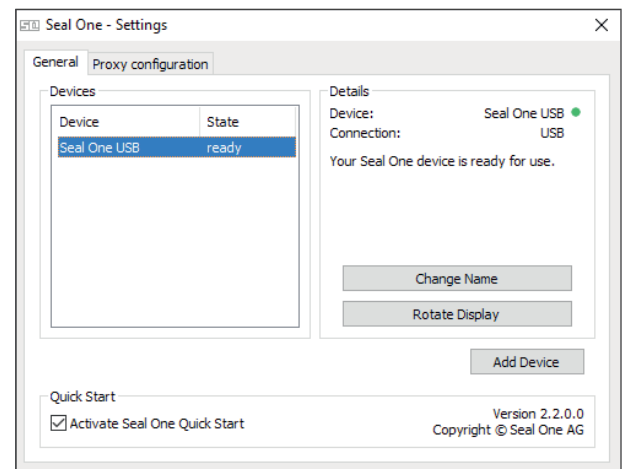 Seal One - Settings
General Proxy configuration
Devices
Device State
Seal One USB ready
Details
Device: Seal One USB
Connection: USB
Your Seal One device is ready for use.
Change Name
Rotate Display
Add Device
Quick Start
Activate Seal One Quick Start
Version 2.2.0.0
Copyright © Seal One AG